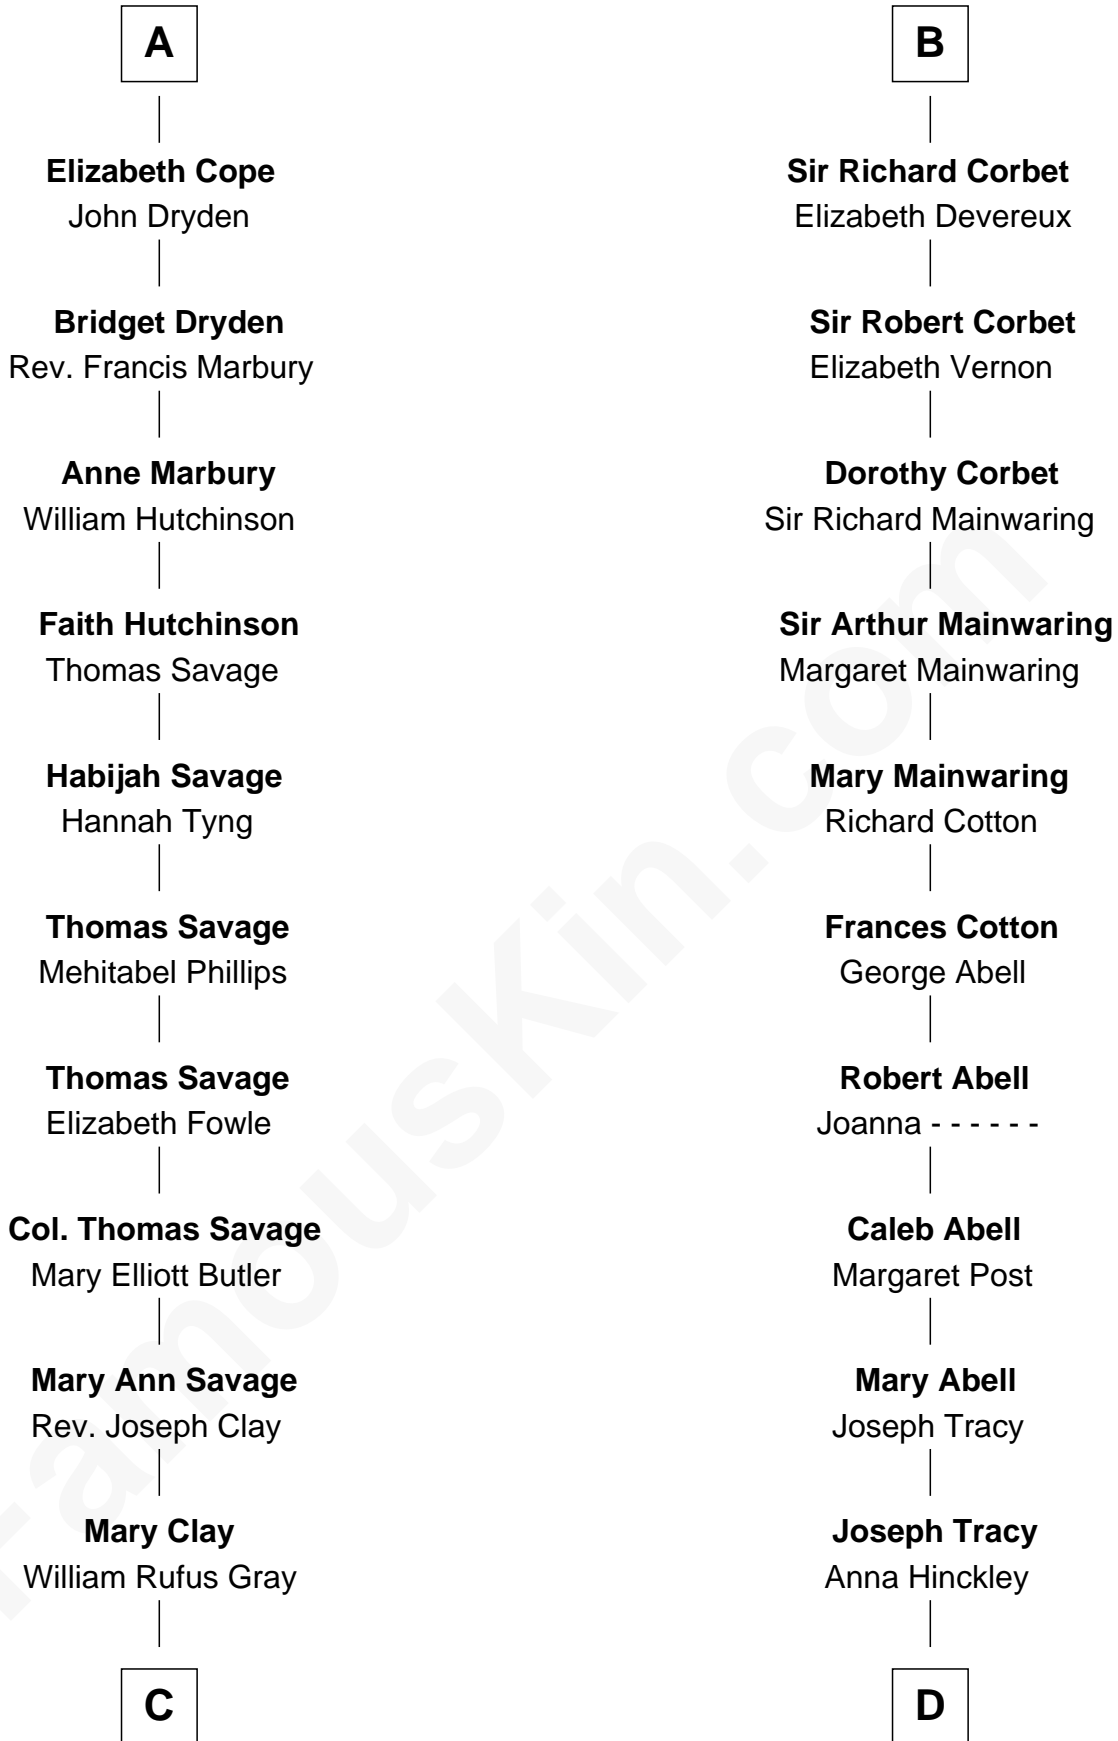 A
Elizabeth Cope
John Dryden
Bridget Dryden
Rev. Francis Marbury
Anne Marbury
William Hutchinson
Faith Hutchinson
Thomas Savage
Habijah Savage
Hannah Tyng
Thomas Savage
Mehitabel Phillips
Thomas Savage
Elizabeth Fowle
Col. Thomas Savage
Mary Elliott Butler
Mary Ann Savage
Rev. Joseph Clay
Mary Clay
William Rufus Gray
C
B
Sir Richard Corbet
Elizabeth Devereux
Sir Robert Corbet
Elizabeth Vernon
Dorothy Corbet
Sir Richard Mainwaring
Sir Arthur Mainwaring
Margaret Mainwaring
Mary Mainwaring
Richard Cotton
Frances Cotton
George Abell
Robert Abell
Joanna - - - - - -
Caleb Abell
Margaret Post
Mary Abell
Joseph Tracy
Joseph Tracy
Anna Hinckley
D
FamousKin.com